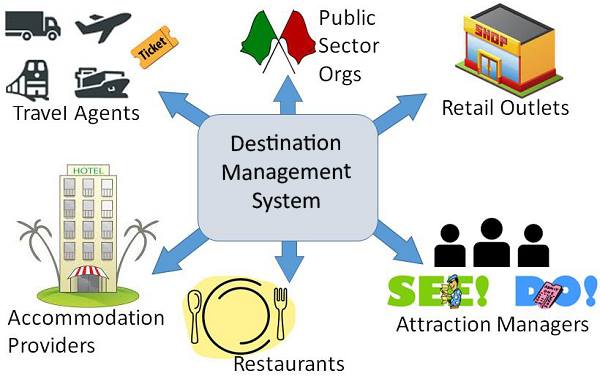 Ticket
Travel Agents
Public
Sector
Orgs
SHOP
Retail Outlets
Destination
Management
System
HOTEL
Accommodation
Providers
Restaurants
SEE! DO!
Attraction Managers